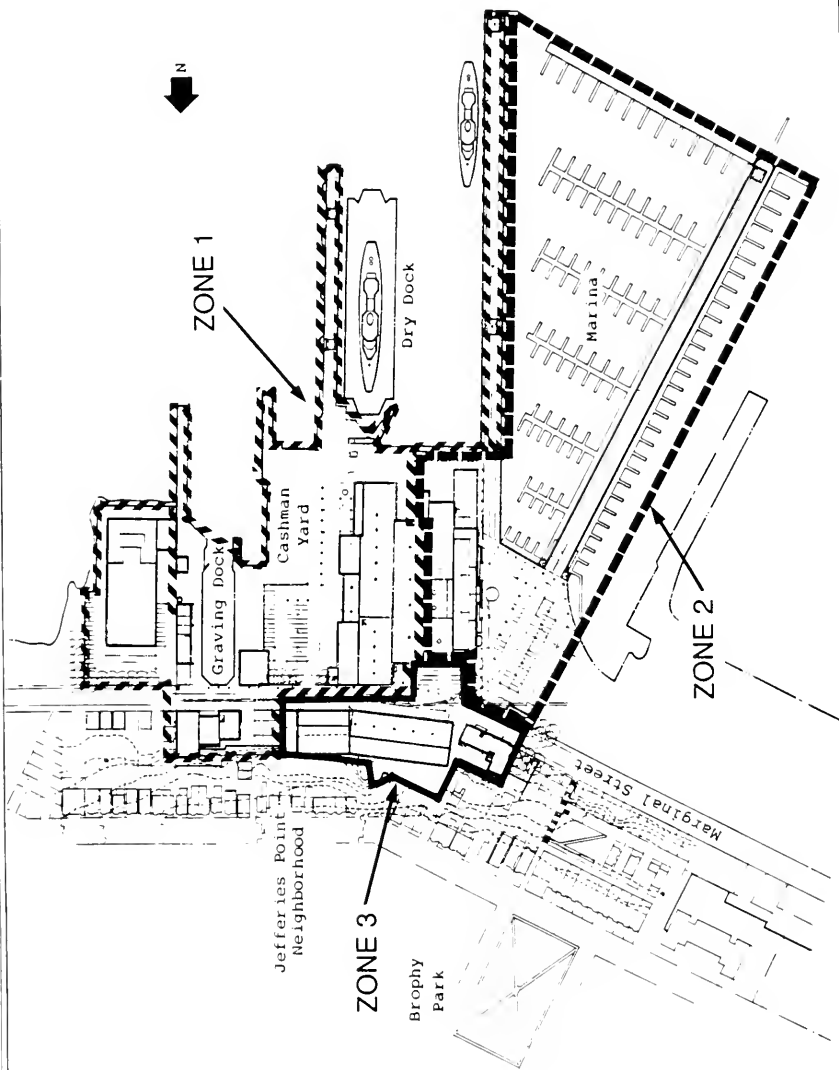 N
ZONE 1
Dry Dock
Marina
Cashman
Yard
Graving Dock
ZONE 2
Marginal Street
Jefferies Point
Neighborhood
ZONE 3
Brophy
Park